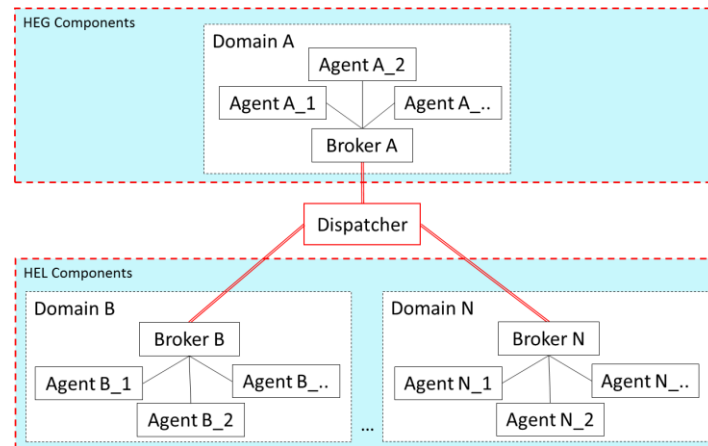 HEG Components
Domain A
Agent A_2
Agent A_1
Agent A_..
Broker A
Dispatcher
HEL Components
Domain B
Domain N
Broker B
Broker N
Agent B_1
Agent B_..
Agent N_1
Agent N_..
Agent B_2
Agent N_2
...